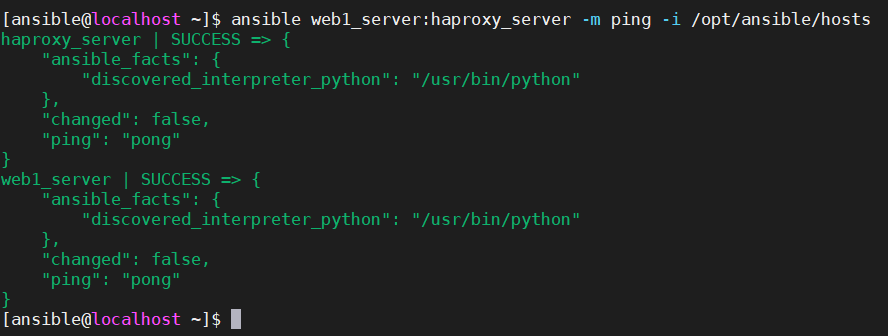 [ansible@localhost ~]$ ansible web1_server:haproxy_server -m ping -i /opt/ansible/hosts
haproxy_server | SUCCESS => {
    "ansible_facts": {
        "discovered_interpreter_python": "/usr/bin/python"
    },
    "changed": false,
    "ping": "pong"
}
web1_server | SUCCESS => {
    "ansible_facts": {
        "discovered_interpreter_python": "/usr/bin/python"
    },
    "changed": false,
    "ping": "pong"
}
[ansible@localhost ~]$